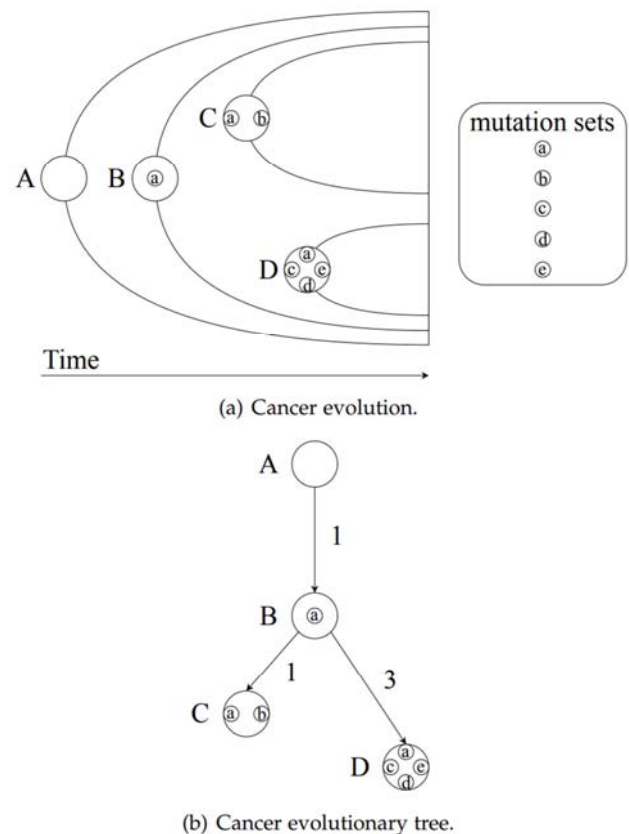 mutation sets
a
b
c
d
e
C a b
A B a
a
D c e
d
Time
(a) Cancer evolution.
A
1
B a
1 3
C a b
a
D c e
d
(b) Cancer evolutionary tree.